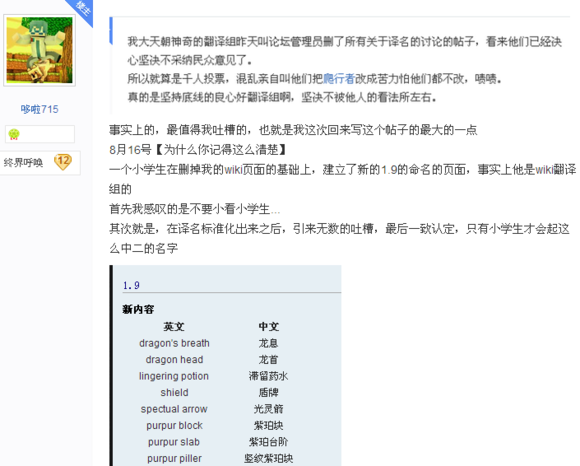 楼主
我大天朝神奇的翻译组昨天叫论坛管理员删了所有关于译名的讨论的帖子，看来他们已经决
心坚决不采纳民众意见了。
所以就算是千人投票，混乱亲自叫他们把爬行者改成苦力怕他们都不改，啧啧。
真的是坚持底线的良心好翻译组啊，坚决不被他人的看法所左右。
哆啦715
终界呼唤 12
事实上的，最值得我吐槽的，也就是我这次回来写这个帖子的最大的一点
8月16号【为什么你记得这么清楚】
一个小学生在删掉我的wiki页面的基础上，建立了新的1.9的命名的页面，事实上他是wiki翻译
组的
首先我感叹的是不要小看小学生...
其次就是，在译名标准化出来之后，引来无数的吐槽，最后一致认定，只有小学生才会起这
么中二的名字
1.9
新内容
英文 中文
dragon's breath 龙息
dragon head 龙首
lingering potion 滞留药水
shield 盾牌
spectual arrow 光灵箭
purpur block 紫珀块
purpur slab 紫珀台阶
purpur piller 竖纹紫珀块